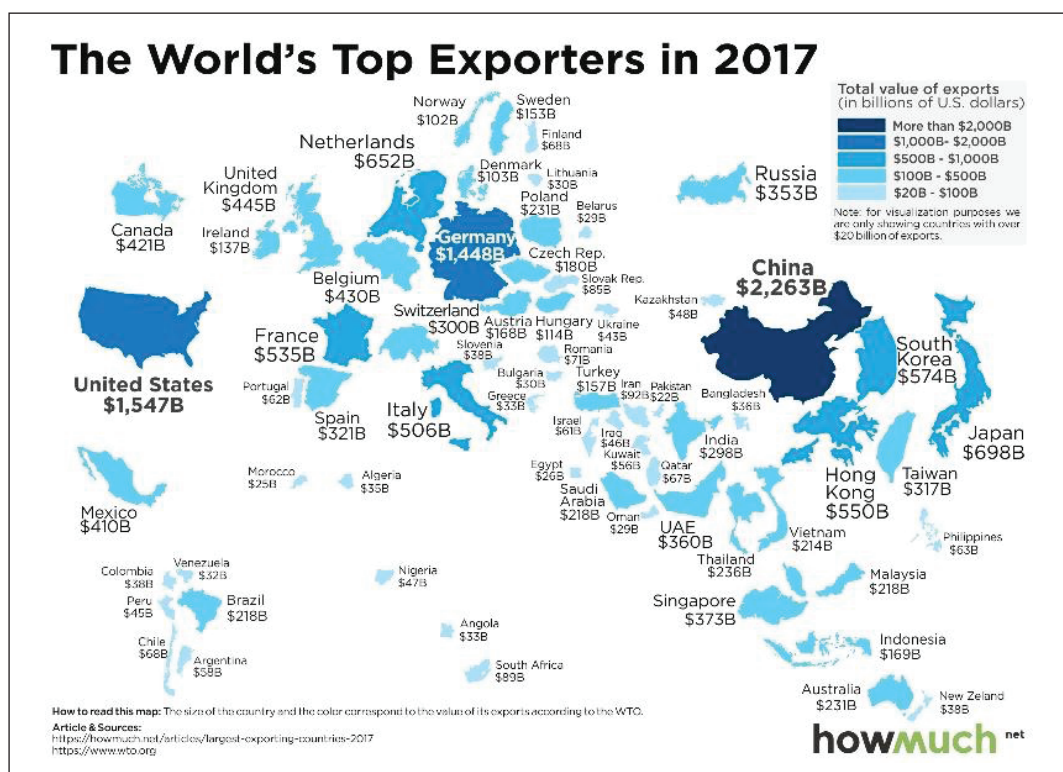 The World's Top Exporters in 2017
Total value of exports
(in billions of U.S. dollars)
More than $2,000B
$1,000B- $2,000B
$500B - $1,000B
$100B - $500B
$20B - $100B
Note: for visualization purposes we
are only showing countries with over
$20 billion of exports.
Norway
$102B
Sweden
$153B
Finland
$68B
Netherlands
$652B
Denmark
$103B
Lithuania
$30B
United
Kingdom
$445B
Poland
$231B
Belarus
$29B
Russia
$353B
Canada
$421B
Ireland
$137B
Germany
$1,448B
Czech Rep.
$180B
Belgium
$430B
Slovak Rep.
$85B
China
$2,263B
Kazakhstan
$48B
Switzerland
$300B
Austria
$168B
Hungary
$114B
Ukraine
$43B
France
$535B
Slovenia
$38B
Romania
$71B
South
Korea
$574B
United States
$1,547B
Portugal
$62B
Spain
$321B
Italy
$506B
Bulgaria
$30B
Greece
$33B
Turkey
$157B
Iran
$92B
Pakistan
$22B
Bangladesh
$36B
Israel
$61B
Iraq
$46B
Kuwait
$56B
India
$298B
Japan
$698B
Mexico
$410B
Morocco
$25B
Algeria
$35B
Egypt
$26B
Qatar
$67B
Saudi
Arabia
$218B
Oman
$29B
UAE
$360B
Hong
Kong
$550B
Taiwan
$317B
Thailand
$236B
Vietnam
$214B
Philippines
$63B
Colombia
$38B
Venezuela
$32B
Nigeria
$47B
Malaysia
$218B
Peru
$45B
Brazil
$218B
Singapore
$373B
Angola
$33B
Chile
$68B
Argentina
$58B
South Africa
$89B
Indonesia
$169B
Australia
$231B
New Zeland
$38B
How to read this map: The size of the country and the color correspond to the value of its exports according to the WTO.
Article & Sources:
https://howmuch.net/articles/largest-exporting-countries-2017
https://www.wto.org
howmuch net